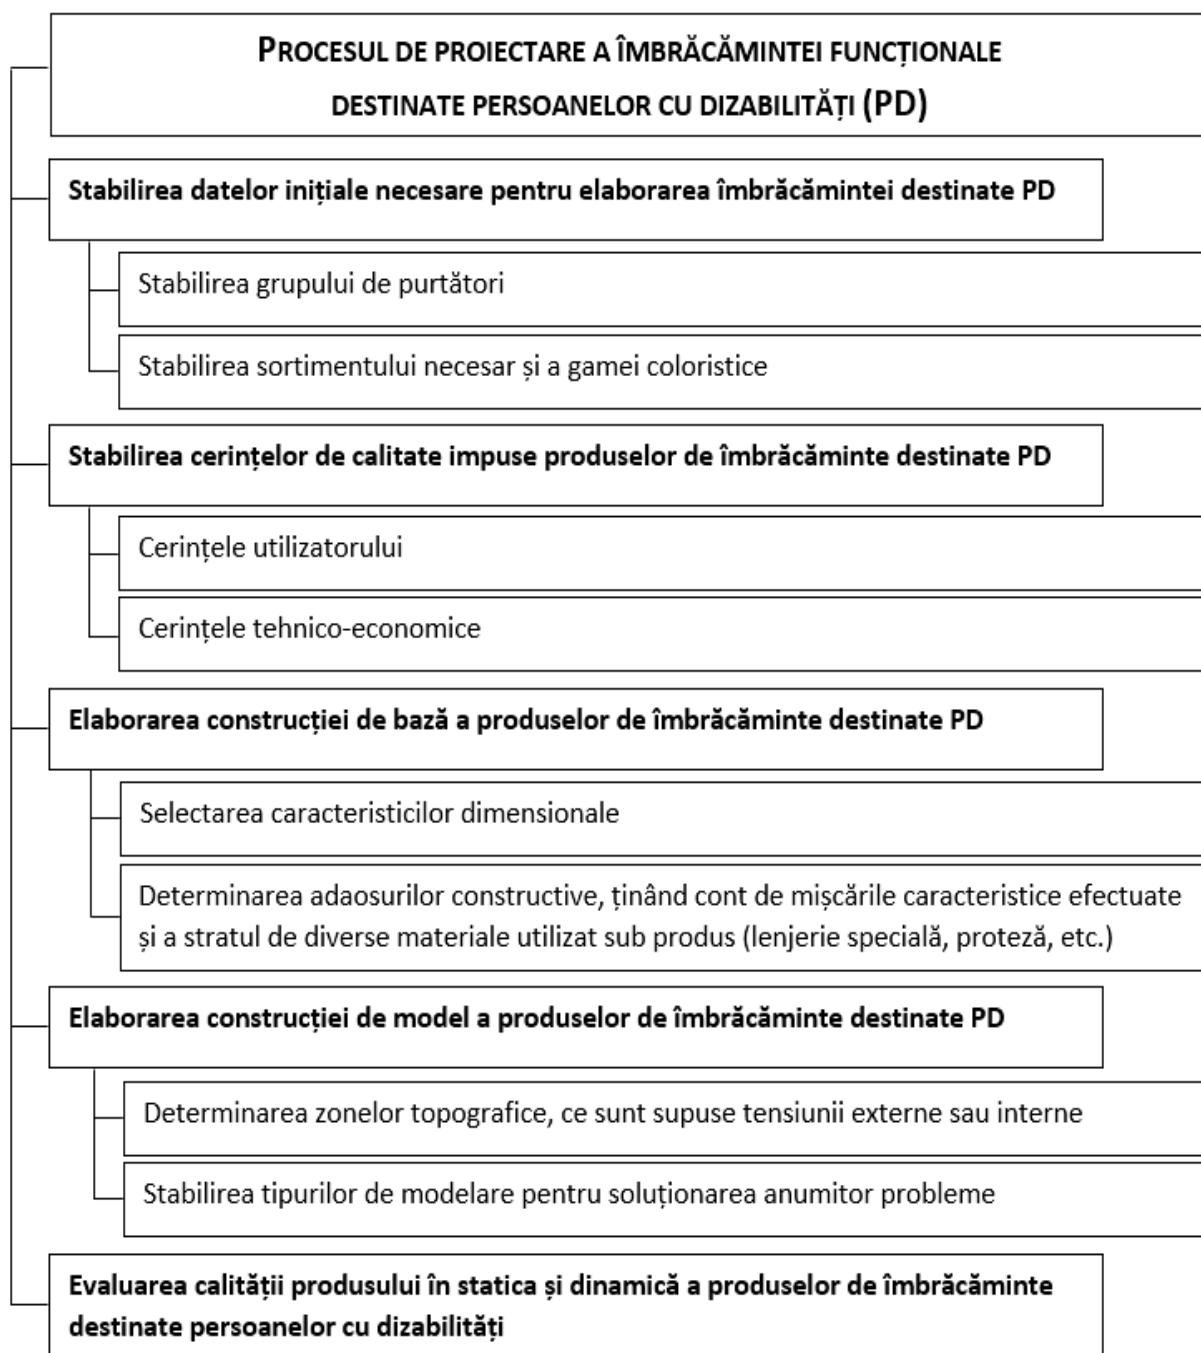 PROCESUL DE PROIECTARE A ÎMBRĂCĂMINTEI FUNCȚIONALE
DESTINATE PERSOANELOR CU DIZABILITĂȚI (PD)
Stabilirea datelor inițiale necesare pentru elaborarea îmbrăcămintei destinate PD
Stabilirea grupului de purtători
Stabilirea sortimentului necesar și a gamei coloristice
Stabilirea cerințelor de calitate impuse produselor de îmbrăcăminte destinate PD
Cerințele utilizatorului
Cerințele tehnico-economice
Elaborarea construcției de bază a produselor de îmbrăcăminte destinate PD
Selectarea caracteristicilor dimensionale
Determinarea adaosurilor constructive, ținând cont de mișcările caracteristice efectuate
și a stratul de diverse materiale utilizat sub produs (lenjerie specială, proteză, etc.)
Elaborarea construcției de model a produselor de îmbrăcăminte destinate PD
Determinarea zonelor topografice, ce sunt supuse tensiunii externe sau interne
Stabilirea tipurilor de modelare pentru soluționarea anumitor probleme
Evaluarea calității produsului în statica și dinamică a produselor de îmbrăcăminte
destinate persoanelor cu dizabilități